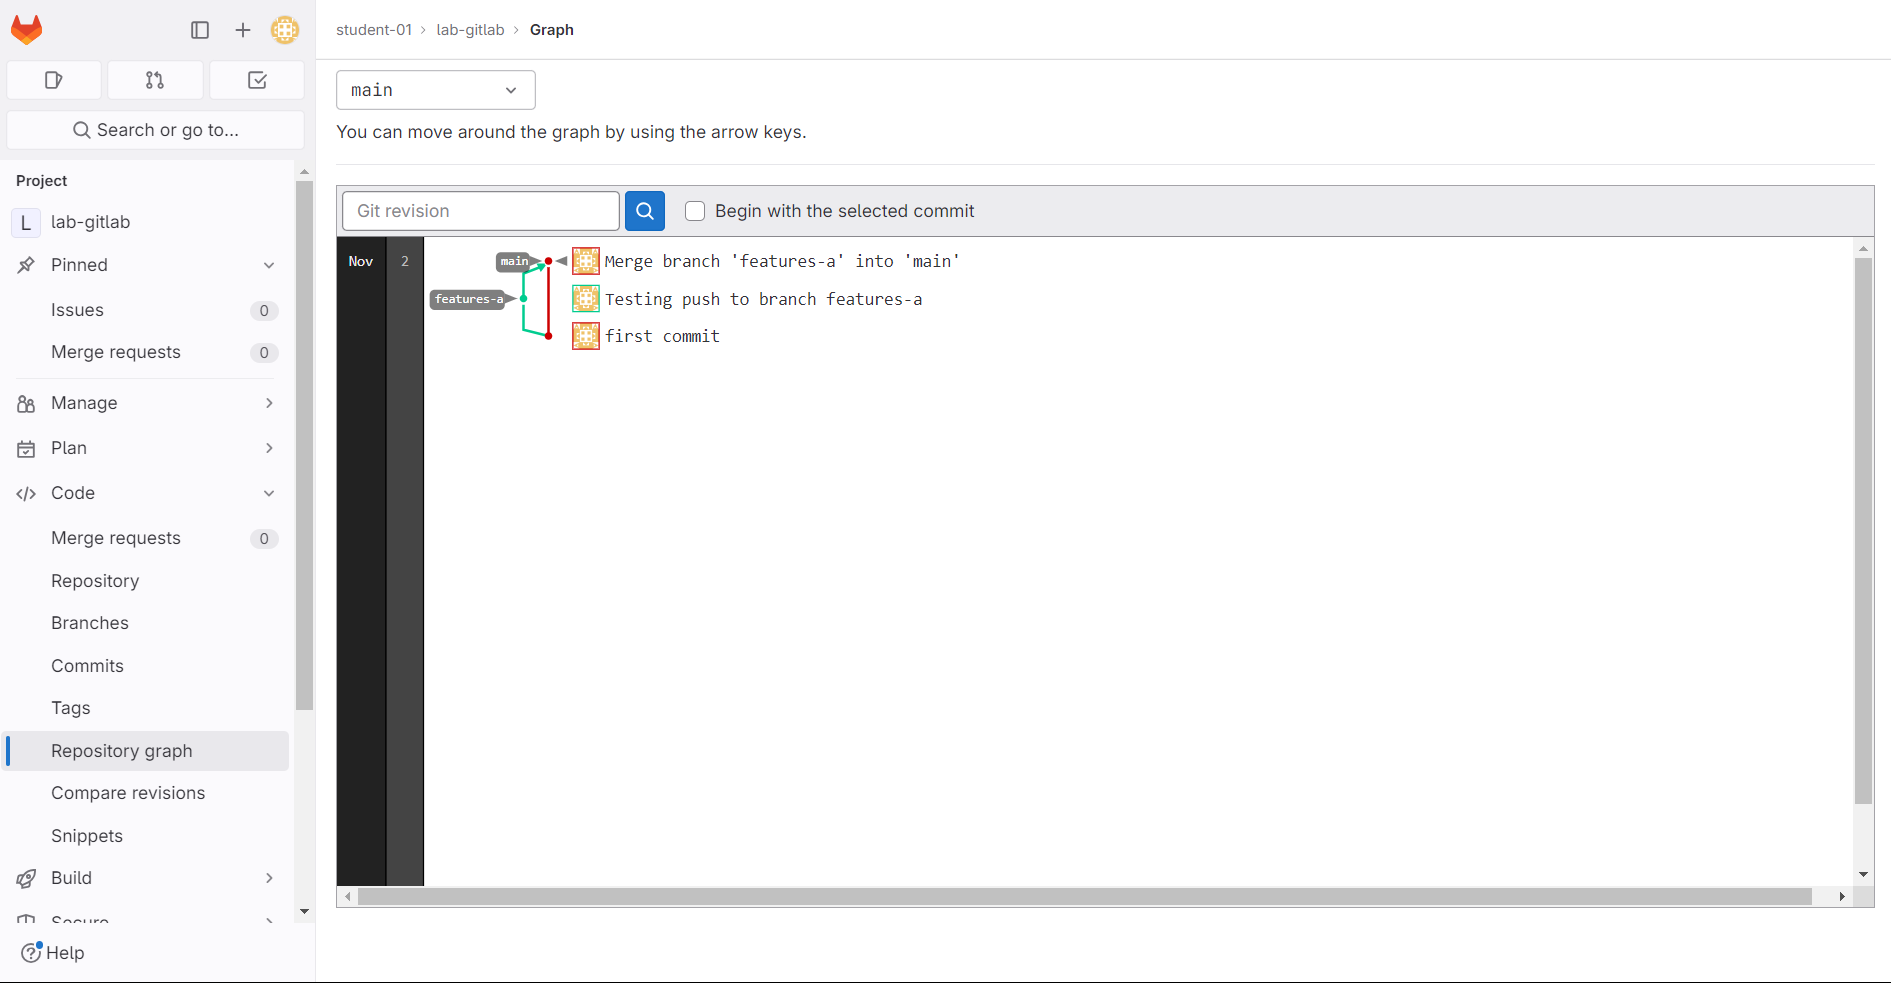 student-01 › lab-gitlab › Graph
Search or go to...
Project
L lab-gitlab
Pinned
Issues 0
Merge requests 0
Manage
Plan
Code
Merge requests 0
Repository
Branches
Commits
Tags
Repository graph
Compare revisions
Snippets
Build
Secure
Help
main
You can move around the graph by using the arrow keys.
Git revision
Begin with the selected commit
Nov 2 main Merge branch 'features-a' into 'main'
features-a Testing push to branch features-a
first commit